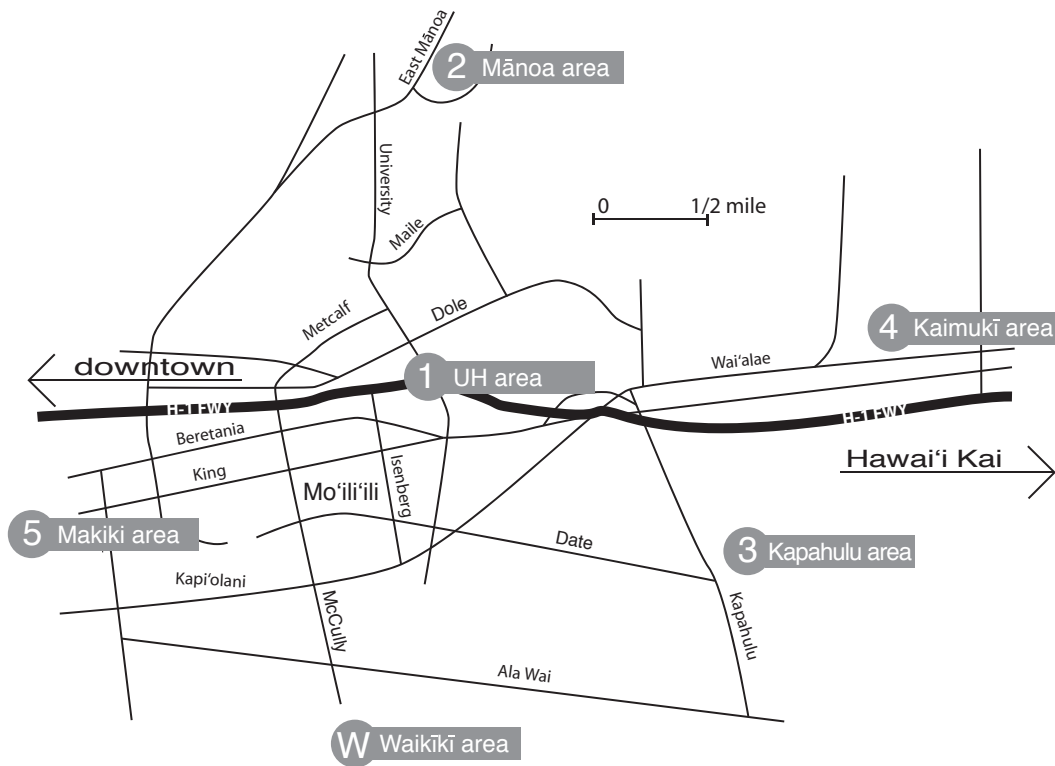 East Mānoa
2 Mānoa area
University
0 1/2 mile
Maile
Metcalf
Dole
4 Kaimukī area
Wai‘alae
downtown
1 UH area
H-1 FWY
H-1 FWY
Beretania
Hawai‘i Kai
King
Isenberg
Mo‘ili‘ili
5 Makiki area
Date
3 Kapahulu area
Kapi‘olani
McCully
Kapahulu
Ala Wai
W Waikīkī area